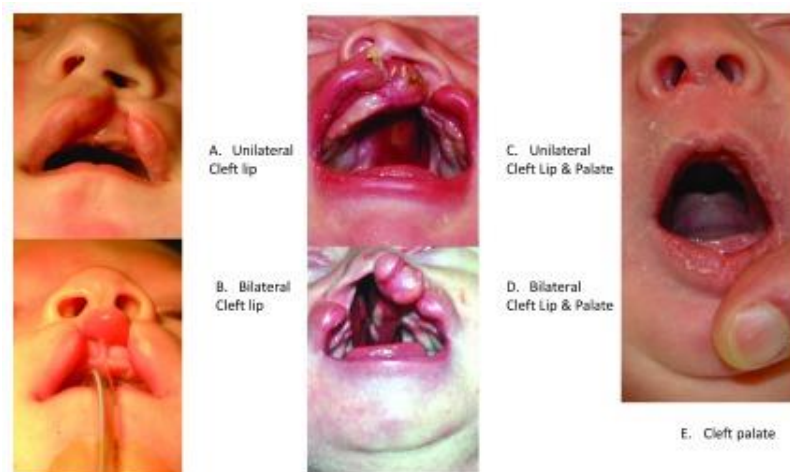 A. Unilateral
Cleft lip
B. Bilateral
Cleft lip
C. Unilateral
Cleft Lip & Palate
D. Bilateral
Cleft Lip & Palate
E. Cleft palate